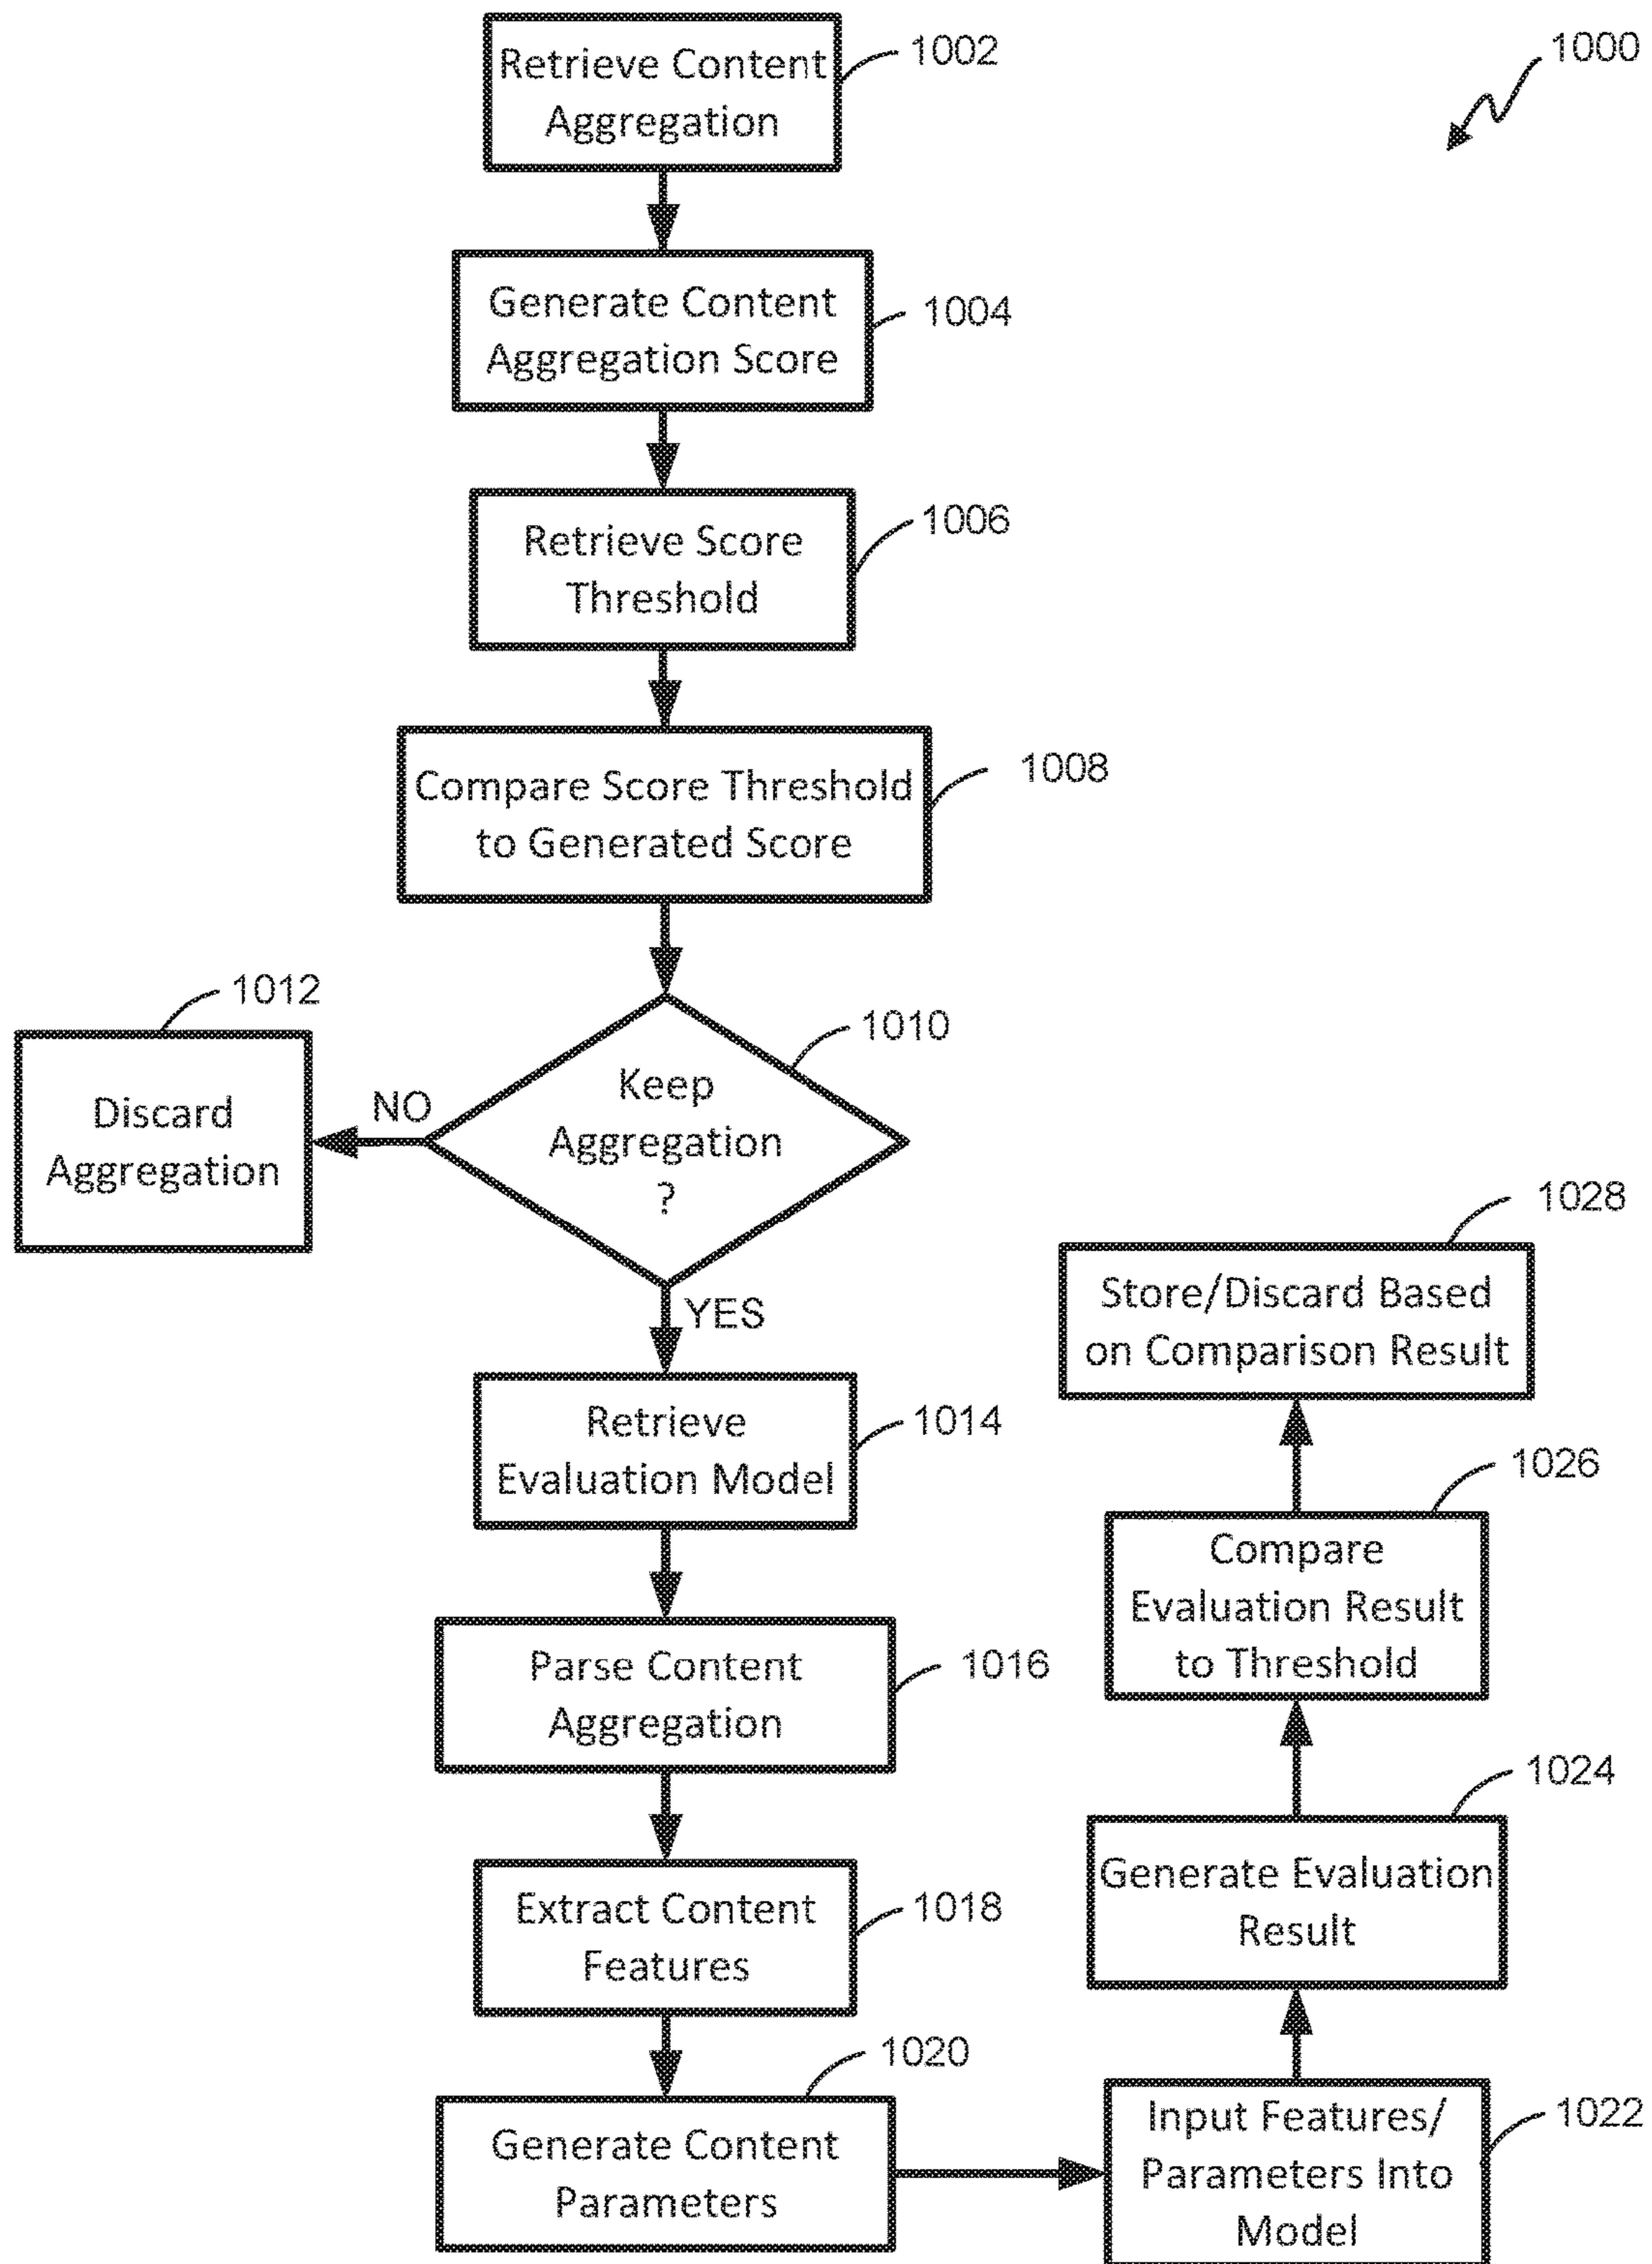 1000
Retrieve Content
Aggregation
1002
Generate Content
Aggregation Score
1004
Retrieve Score
Threshold
1006
Compare Score Threshold
to Generated Score
1008
Keep
Aggregation
?
1010
NO
Discard
Aggregation
1012
YES
Retrieve
Evaluation Model
1014
Parse Content
Aggregation
1016
Extract Content
Features
1018
Generate Content
Parameters
1020
Input Features/
Parameters Into
Model
1022
Generate Evaluation
Result
1024
Compare
Evaluation Result
to Threshold
1026
Store/Discard Based
on Comparison Result
1028